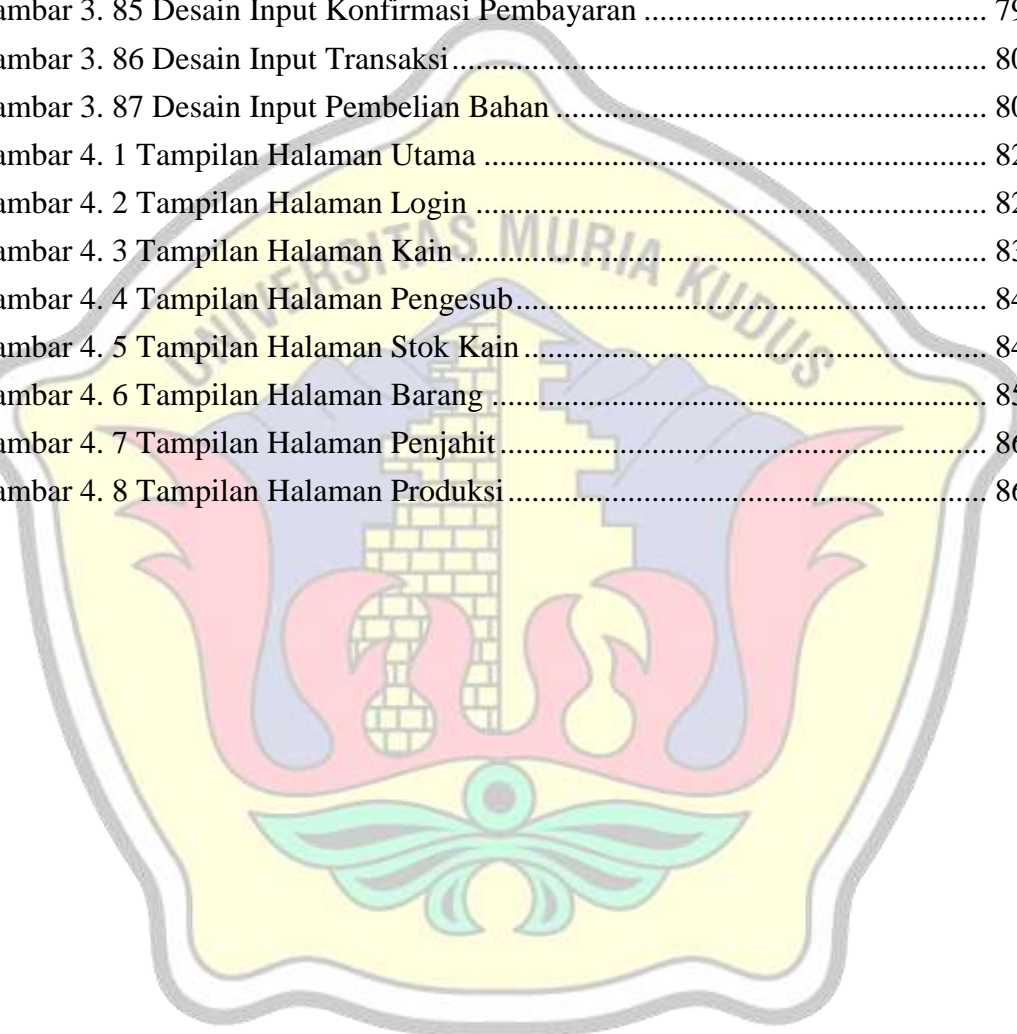 ambar 3. 85 Desain Input Konfirmasi Pembayaran ........................................ 79
ambar 3. 86 Desain Input Transaksi................................................................ 80
ambar 3. 87 Desain Input Pembelian Bahan ................................................... 80
ambar 4. 1 Tampilan Halaman Utama ............................................................ 82
ambar 4. 2 Tampilan Halaman Login ............................................................. 82
ambar 4. 3 Tampilan Halaman Kain ............................................................... 83
ambar 4. 4 Tampilan Halaman Pengesub........................................................ 84
ambar 4. 5 Tampilan Halaman Stok Kain ....................................................... 84
ambar 4. 6 Tampilan Halaman Barang ........................................................... 85
ambar 4. 7 Tampilan Halaman Penjahit .......................................................... 86
ambar 4. 8 Tampilan Halaman Produksi ......................................................... 86
UNIVERSITAS MURIA KUDUS